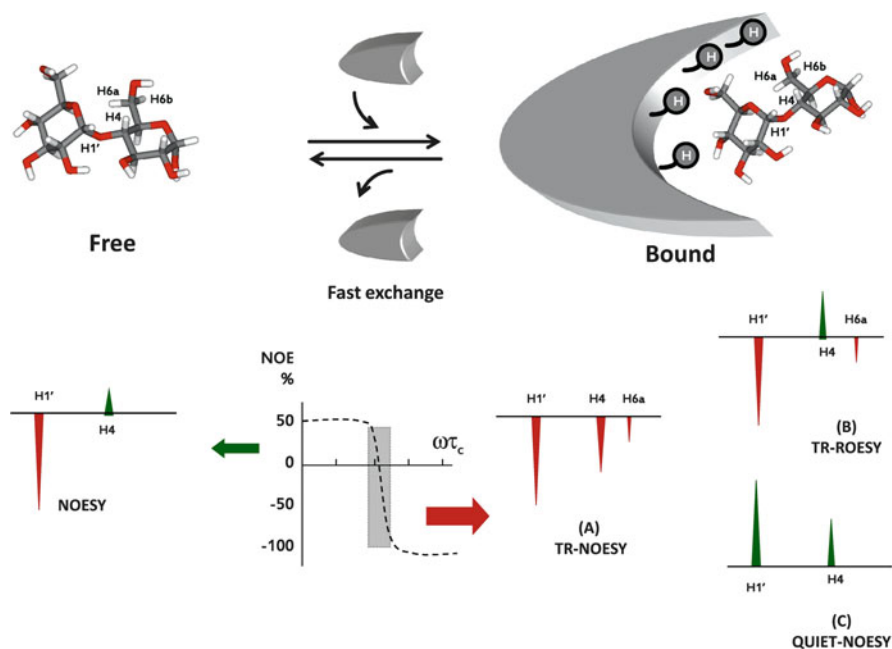 H6a
H6b
H4
H1'
Free
Fast exchange
H
H
H
H
H6b
H6a
H4
H1'
Bound
H1'
H4
NOESY
NOE
%
50
0
-50
-100
ωτc
H1'
H4
H6a
(A)
TR-NOESY
H1'
H6a
H4
(B)
TR-ROESY
H1'
H4
(C)
QUIET-NOESY